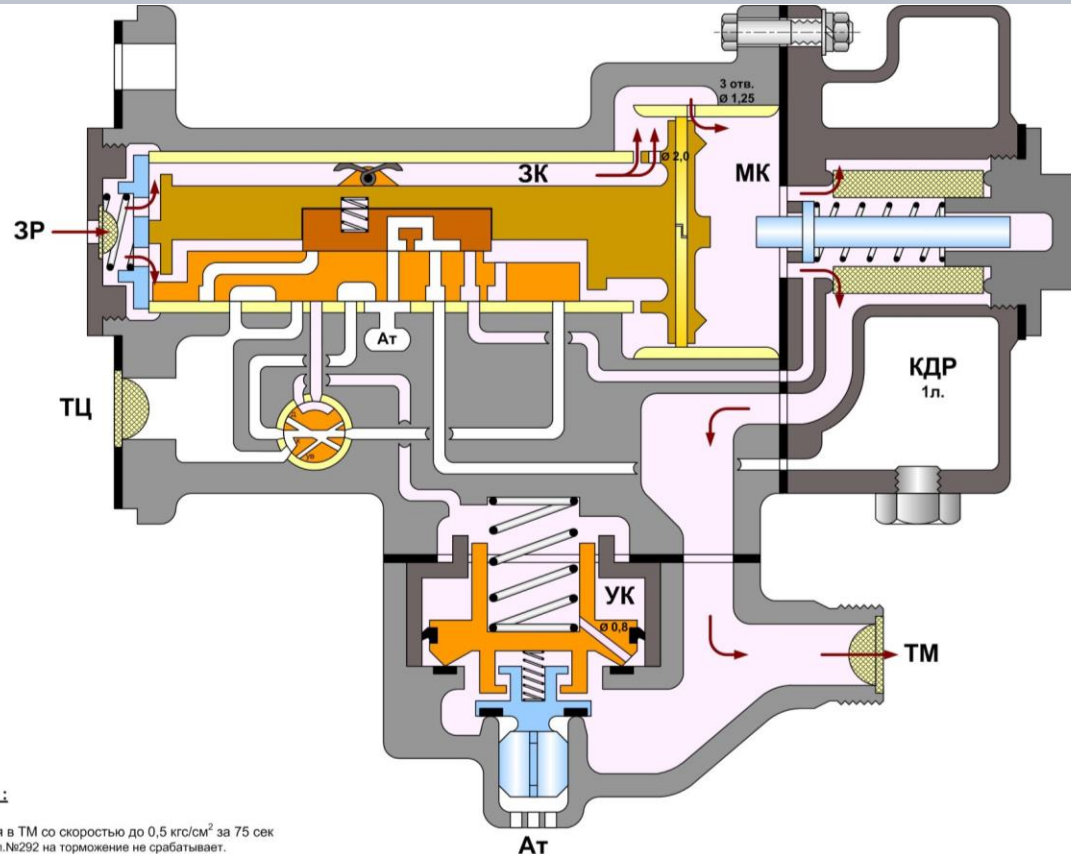 3 отв.
Ø 1,25
ЗК
Ø 2,0
МК
ЗР
Ат
КДР
1л.
ТЦ
УК
Ø 0,8
ТМ
:
я в ТМ со скоростью до 0,5 кгс/см² за 75 сек
.№292 на торможение не срабатывает.
Ат